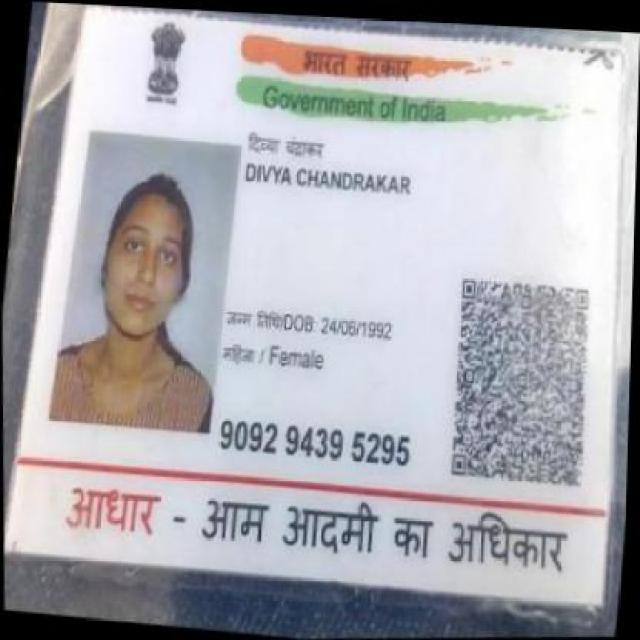 भारत सरकार
Government of India
दिव्या चंद्राकर
DIVYA CHANDRAKAR
जन्म तिथि/DOB: 24/06/1992
महिला / Female
9092 9439 5295
आधार - आम आदमी का अधिकार